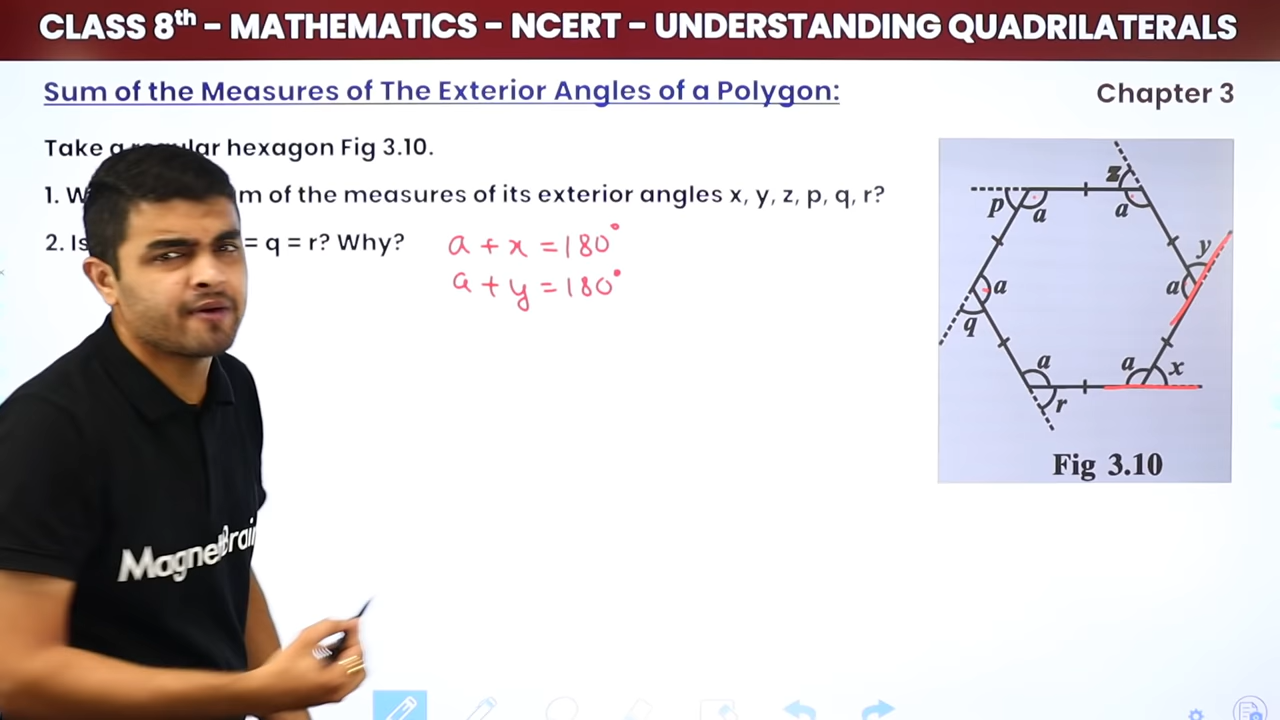 CLASS 8th - MATHEMATICS - NCERT - UNDERSTANDING QUADRILATERALS
Sum of the Measures of The Exterior Angles of a Polygon:
Chapter 3
Take a regular hexagon Fig 3.10.
1. W m of the measures of its exterior angles x, y, z, p, q, r?
2. Is = q = r? Why?
a + x = 180°
a + y = 180°
z
p a a
y
a a
q
a a x
r
Fig 3.10
MagnetBrain